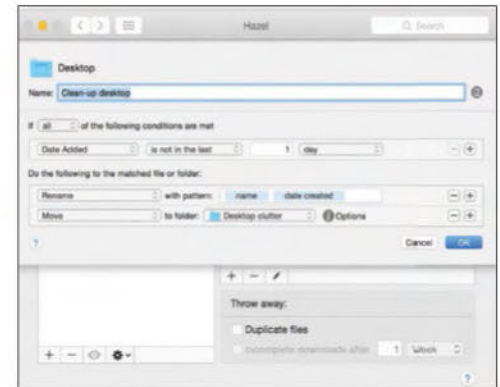 Hazel
Search
Desktop
Name: Clean-up desktop
If all of the following conditions are met
Date Added is not in the last 1 day
Do the following to the matched file or folder:
Rename with pattern: name date created
Move to folder: Desktop clutter Options
? Cancel OK
Throw away:
Duplicate files
Incomplete downloads after 1 Week
?